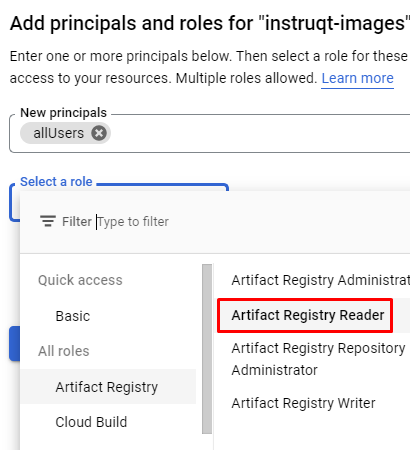 Add principals and roles for "instruqt-images"
Enter one or more principals below. Then select a role for these
access to your resources. Multiple roles allowed. Learn more
New principals
allUsers
Select a role
Filter Type to filter
Quick access
Basic
All roles
Artifact Registry
Cloud Build
Artifact Registry Administrat
Artifact Registry Reader
Artifact Registry Repository
Administrator
Artifact Registry Writer